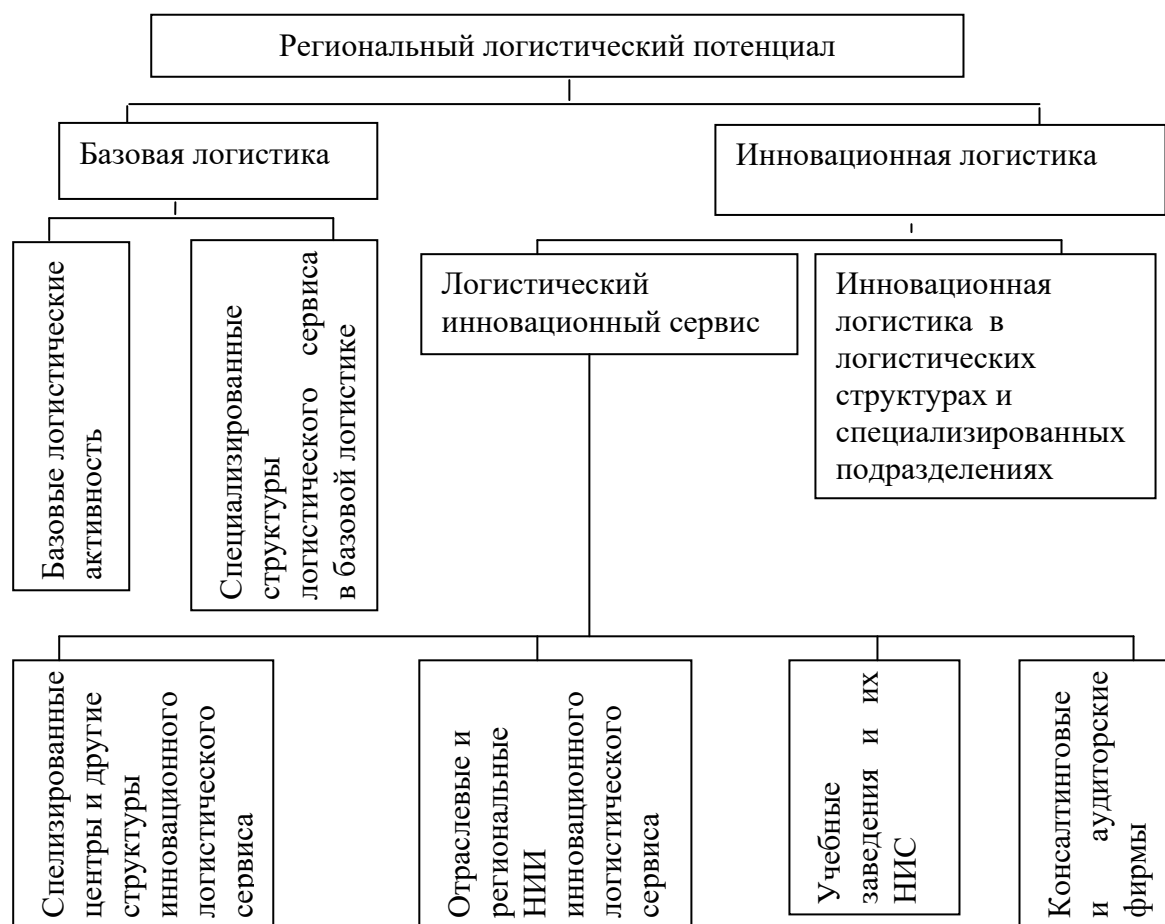 Региональный логистический потенциал
Базовая логистика
Инновационная логистика
Базовые логистические
активность
Специализированные
структуры
логистического сервиса
в базовой логистике
Логистический
инновационный сервис
Инновационная
логистика в
логистических
структурах и
специализированных
подразделениях
Спелизированные
центры и другие
структуры
инновационного
логистического
сервиса
Отраслевые и
региональные
НИИ
инновационного
логистического
сервиса
Учебные
заведения и их
НИС
Консалтинговые
и аудиторские
фирмы